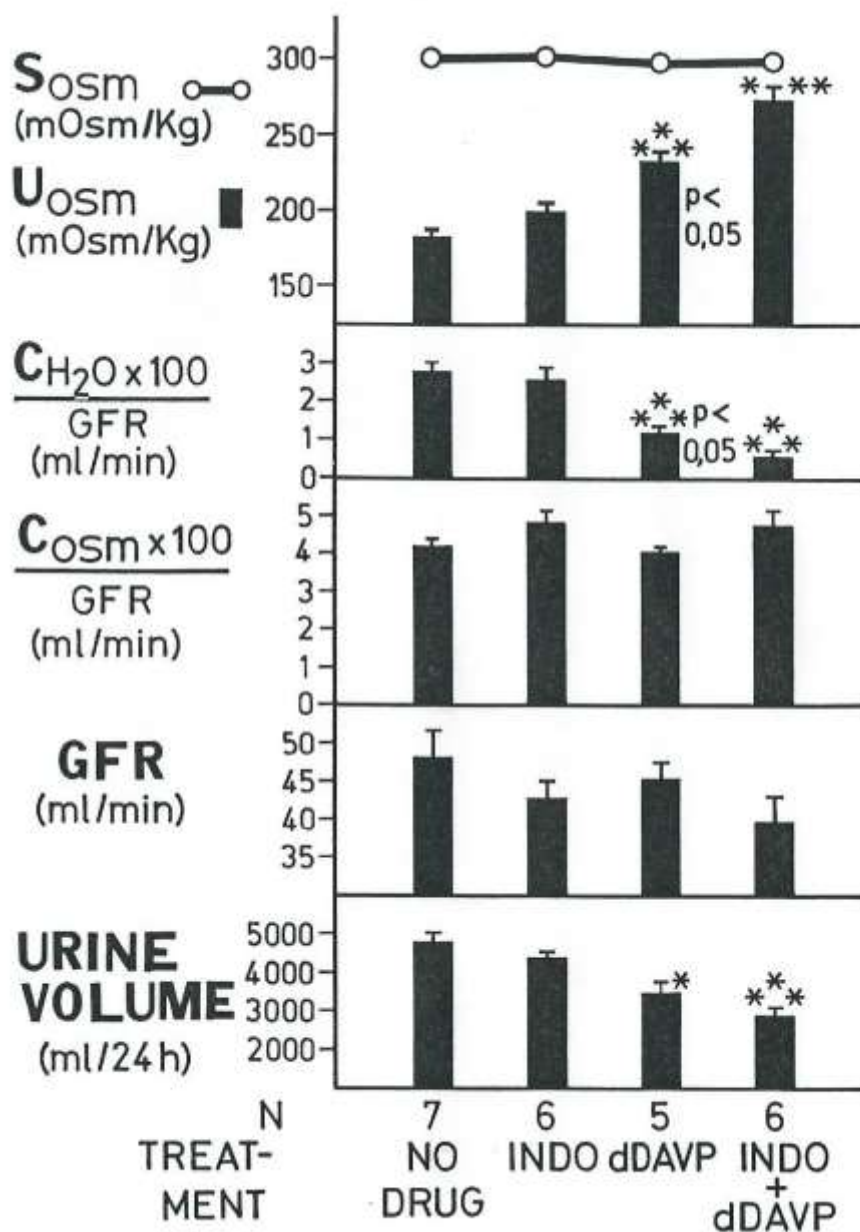 Sosm
(mOsm/Kg)
Uosm
(mOsm/Kg)
300
250
200
150
***
p<
0,05
* **
CH2O x 100
GFR
(ml/min)
3
2
1
0
***
p<
0,05
***
Cosm x 100
GFR
(ml/min)
5
4
3
2
1
0
GFR
(ml/min)
50
45
40
35
URINE
VOLUME
(ml/24h)
5000
4000
3000
2000
*
***
N 7 6 5 6
TREAT- NO INDO dDAVP INDO
MENT DRUG +
dDAVP